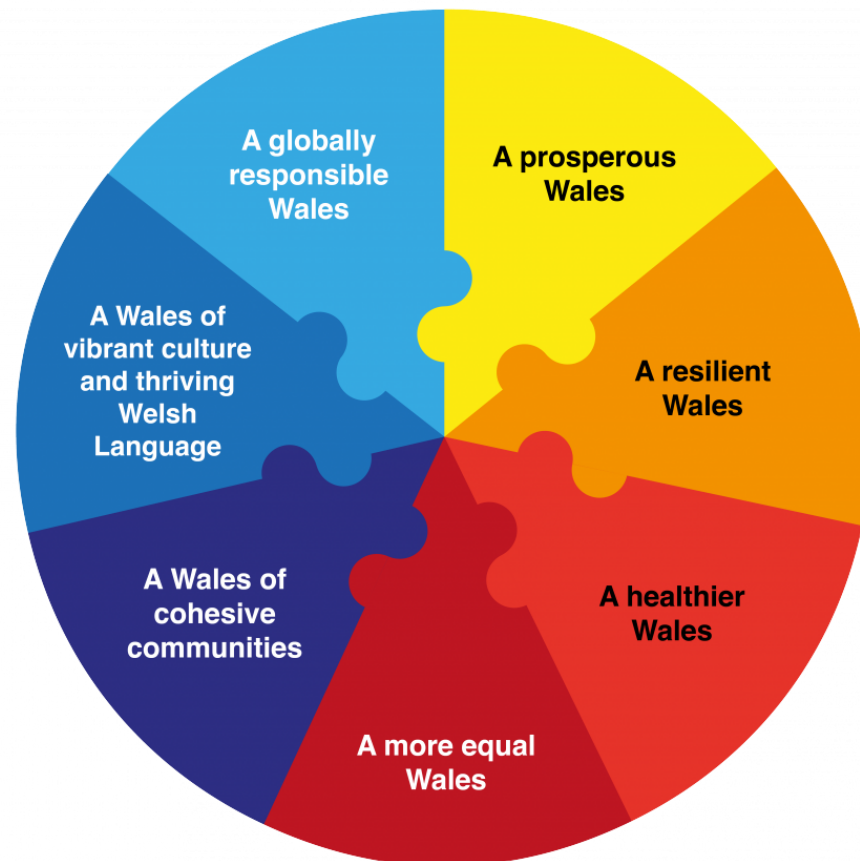 A globally
responsible
Wales
A prosperous
Wales
A resilient
Wales
A healthier
Wales
A more equal
Wales
A Wales of
cohesive
communities
A Wales of
vibrant culture
and thriving
Welsh
Language